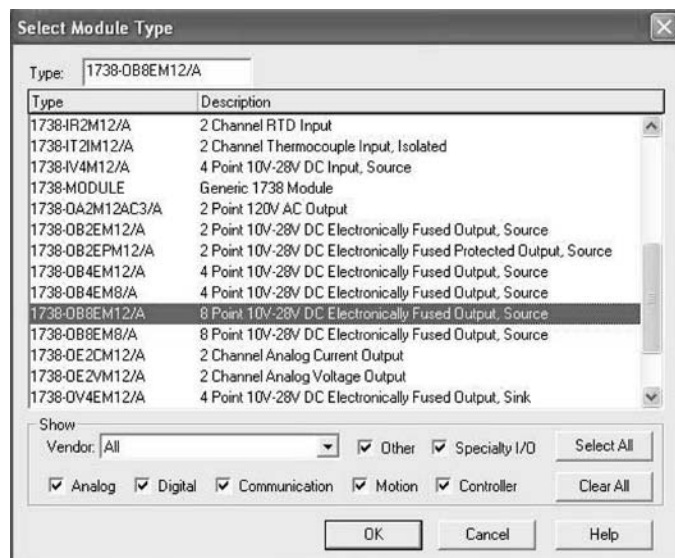 Select Module Type
Type: 1738-OB8EM12/A
Type Description
1738-IR2M12/A 2 Channel RTD Input
1738-IT2IM12/A 2 Channel Thermocouple Input, Isolated
1738-IV4M12/A 4 Point 10V-28V DC Input, Source
1738-MODULE Generic 1738 Module
1738-OA2M12AC3/A 2 Point 120V AC Output
1738-OB2EM12/A 2 Point 10V-28V DC Electronically Fused Output, Source
1738-OB2EPM12/A 2 Point 10V-28V DC Electronically Fused Protected Output, Source
1738-OB4EM12/A 4 Point 10V-28V DC Electronically Fused Output, Source
1738-OB4EM8/A 4 Point 10V-28V DC Electronically Fused Output, Source
1738-OB8EM12/A 8 Point 10V-28V DC Electronically Fused Output, Source
1738-OB8EM8/A 8 Point 10V-28V DC Electronically Fused Output, Source
1738-OE2CM12/A 2 Channel Analog Current Output
1738-OE2VM12/A 2 Channel Analog Voltage Output
1738-OV4EM12/A 4 Point 10V-28V DC Electronically Fused Output, Sink
Show
Vendor: All Other Specialty I/O Select All
Analog Digital Communication Motion Controller Clear All
OK Cancel Help